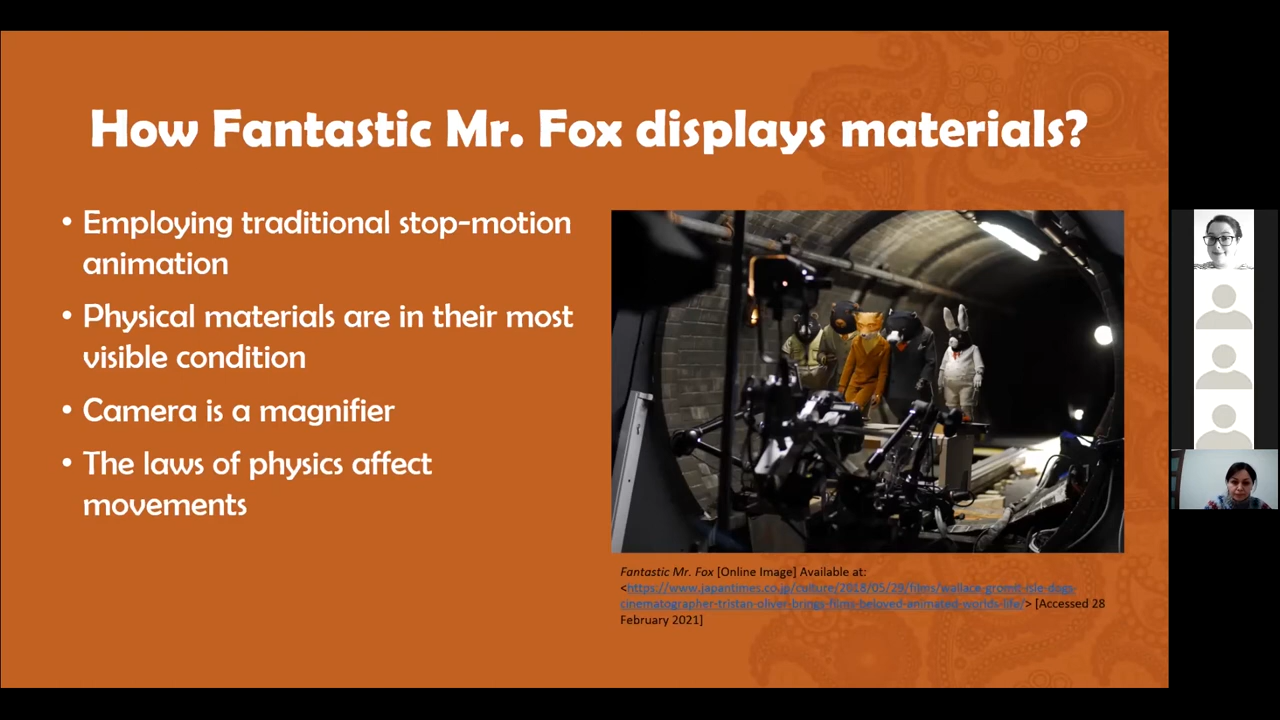 How Fantastic Mr. Fox displays materials?
• Employing traditional stop-motion
animation
• Physical materials are in their most
visible condition
• Camera is a magnifier
• The laws of physics affect
movements
Fantastic Mr. Fox [Online Image] Available at:
<https://www.japantimes.co.jp/culture/2018/05/29/films/wallace-gromit-isle-dogs-
cinematographer-tristan-oliver-brings-films-beloved-animated-worlds-life/> [Accessed 28
February 2021]